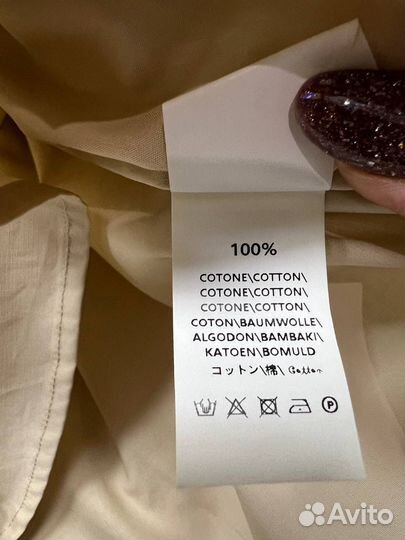 100%
COTONE\COTTON\
COTONE\COTTON\
COTONE\COTTON\
COTON\BAUMWOLLE\
ALGODON\BAMBAKI\
KATOEN\BOMULD
コットン\棉\ Cotton
P
Avito